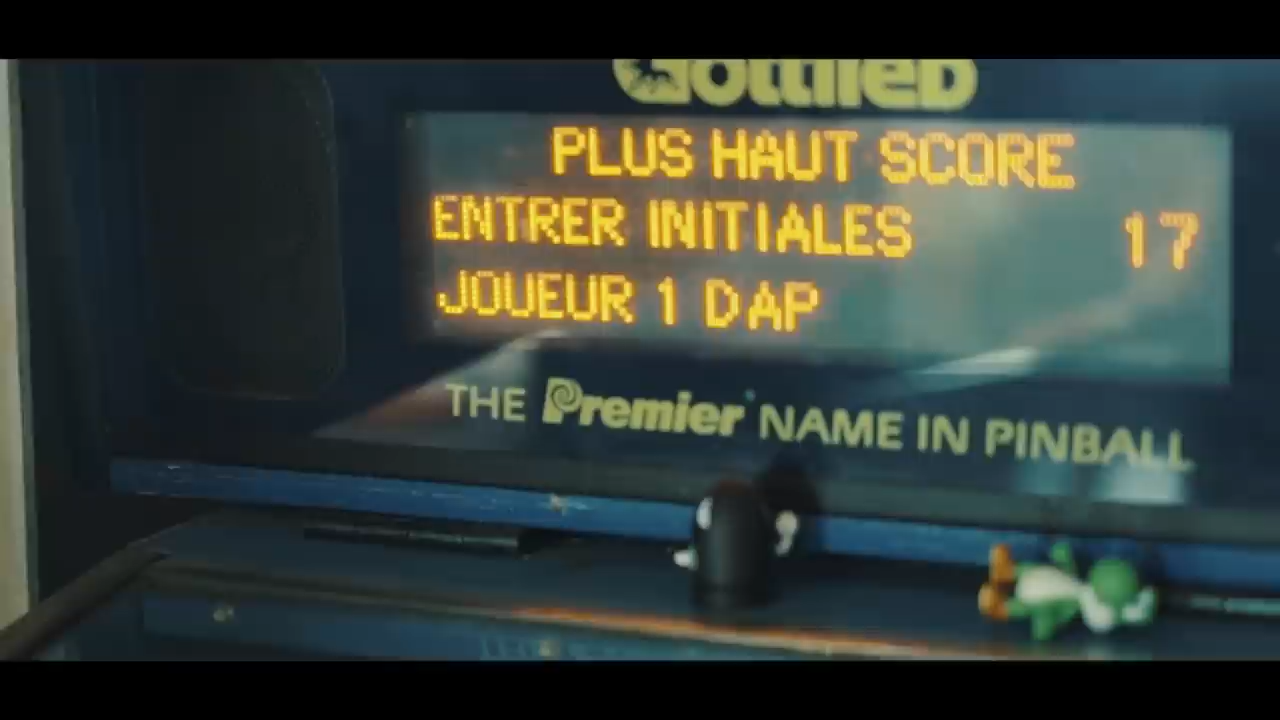 Gottlieb
PLUS HAUT SCORE
ENTRER INITIALES 17
JOUEUR 1 DAP
THE Premier NAME IN PINBALL